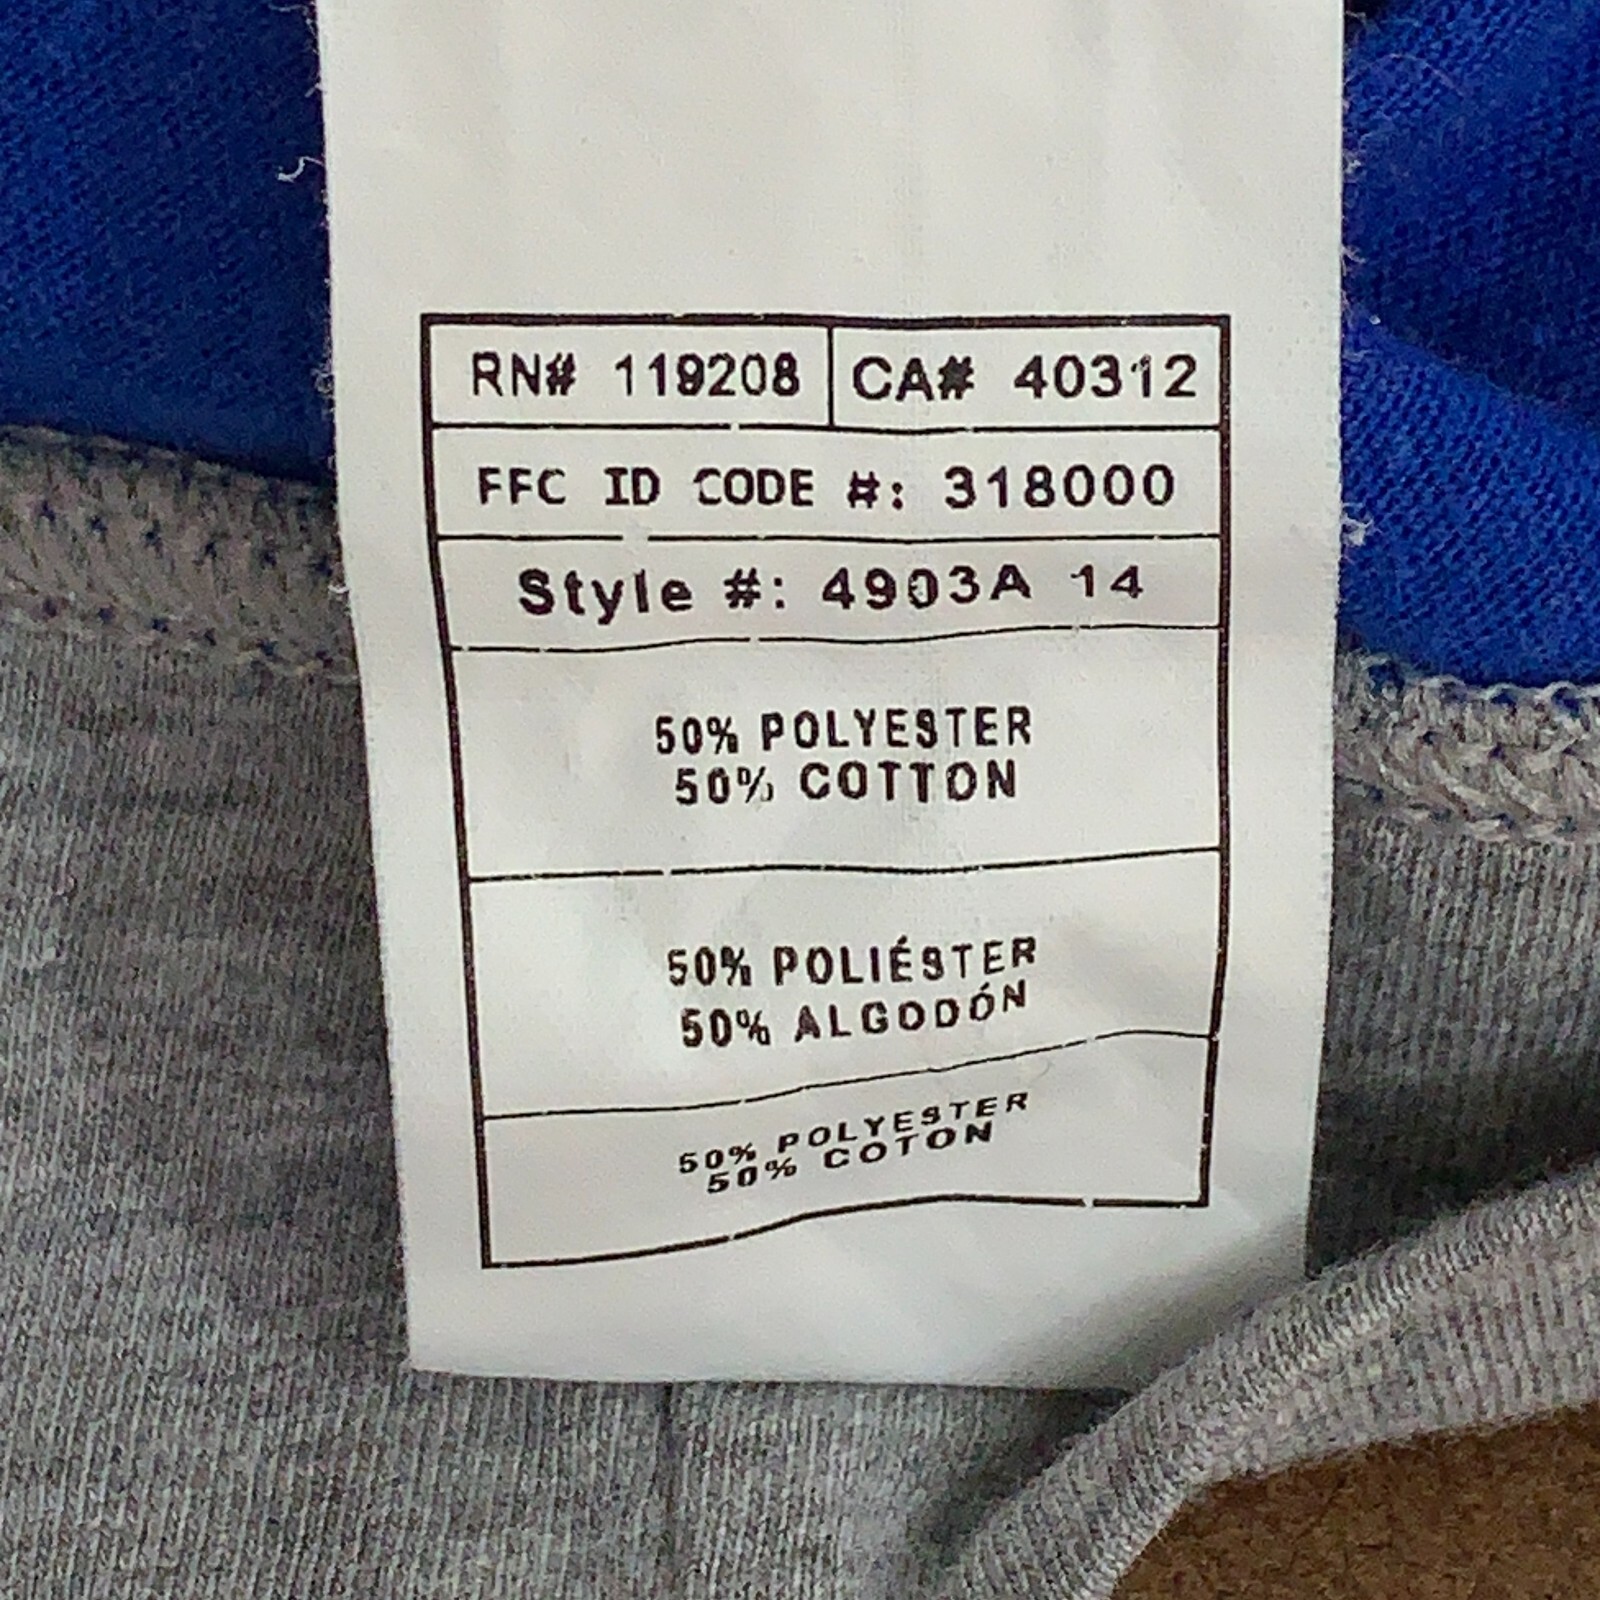 RN# 119208 CA# 40312
FFC ID CODE #: 318000
Style #: 4903A 14
50% POLYESTER
50% COTTON
50% POLIÉSTER
50% ALGODÓN
50% POLYESTER
50% COTON